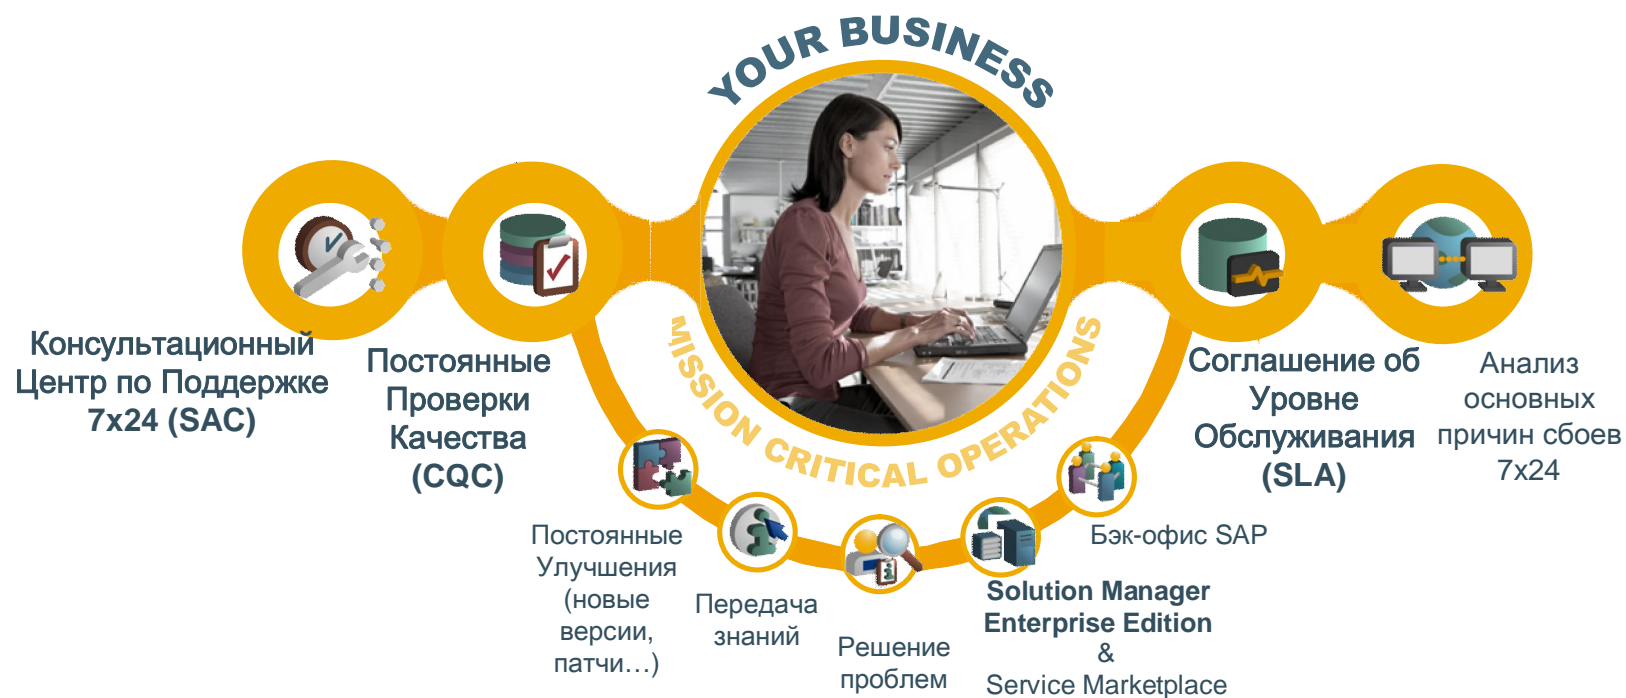 YOUR BUSINESS
MISSION CRITICAL OPERATIONS
Консультационный
Центр по Поддержке
7x24 (SAC)
Постоянные
Проверки
Качества
(CQC)
Соглашение об
Уровне
Обслуживания
(SLA)
Анализ
основных
причин сбоев
7x24
Постоянные
Улучшения
(новые
версии,
патчи…)
Передача
знаний
Решение
проблем
Solution Manager
Enterprise Edition
&
Service Marketplace
Бэк-офис SAP